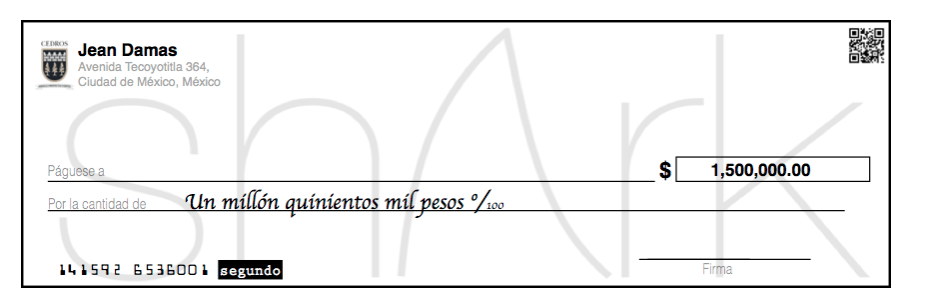 CEDROS
Jean Damas
Avenida Tecoyotitla 364,
Ciudad de México, México
shArk
Páguese a
$ 1,500,000.00
Por la cantidad de Un millón quinientos mil pesos º/100
Firma
141592 6536001 segundo